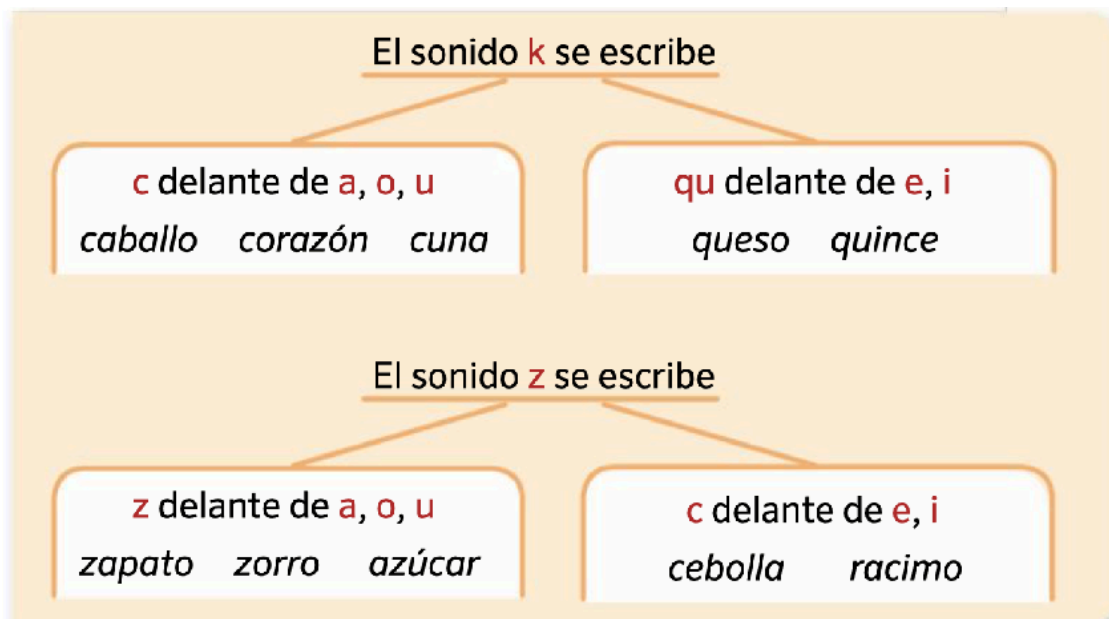 El sonido k se escribe
c delante de a, o, u
caballo corazón cuna
qu delante de e, i
queso quince
El sonido z se escribe
z delante de a, o, u
zapato zorro azúcar
c delante de e, i
cebolla racimo